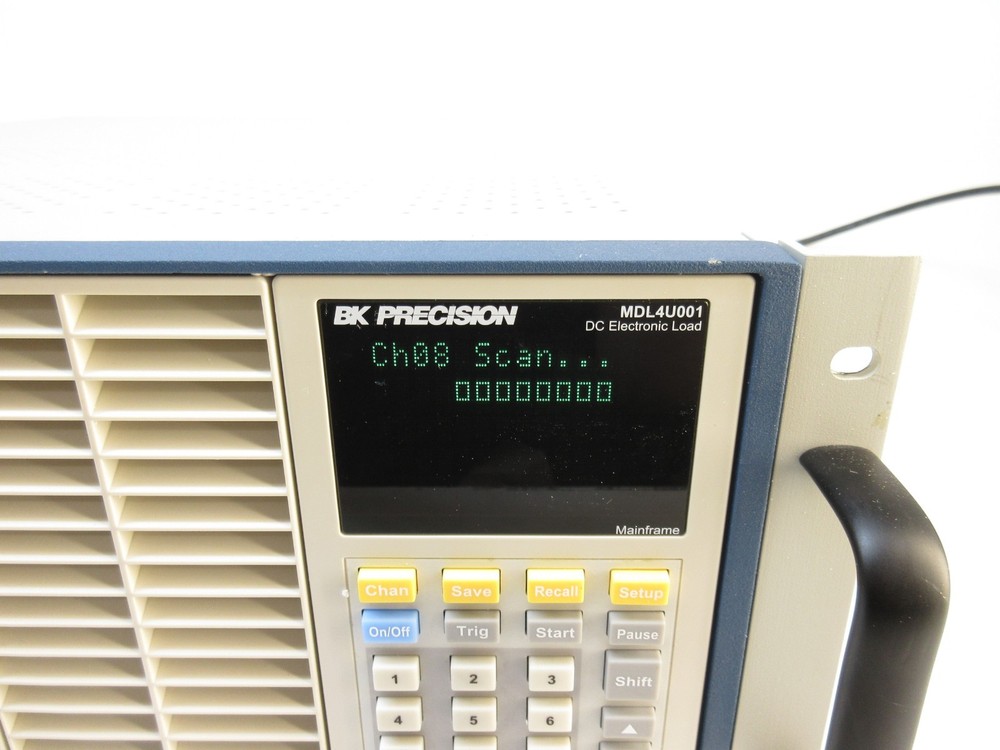 BK PRECISION
MDL4U001
DC Electronic Load
Ch08 Scan...
00000000
Mainframe
Chan Save Recall Setup
On/Off Trig Start Pause
1 2 3 Shift
4 5 6